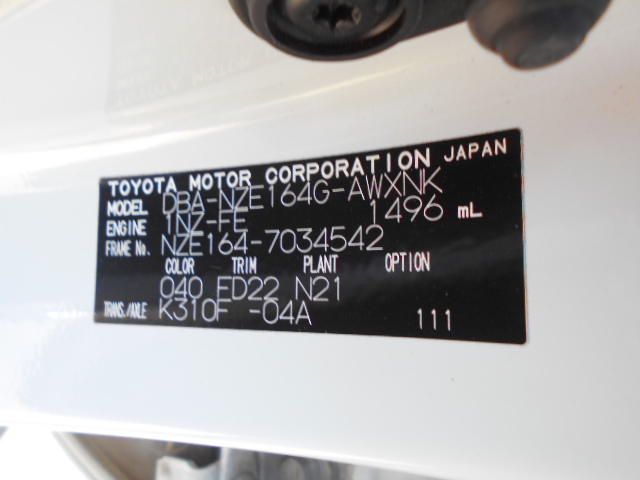 TOYOTA MOTOR CORPORATION JAPAN
MODEL DBA-NZE164G-AWXNK
ENGINE 1NZ-FE 1496 mL
FRAME No. NZE164-7034542
COLOR TRIM PLANT OPTION
040 FD22 N21
TRANS./AXLE K310F -04A 111